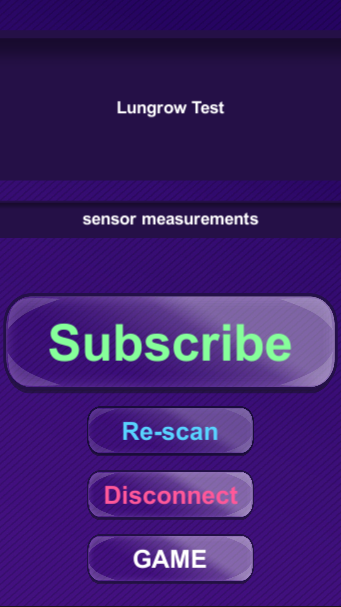 Lungrow Test
sensor measurements
Subscribe
Re-scan
Disconnect
GAME